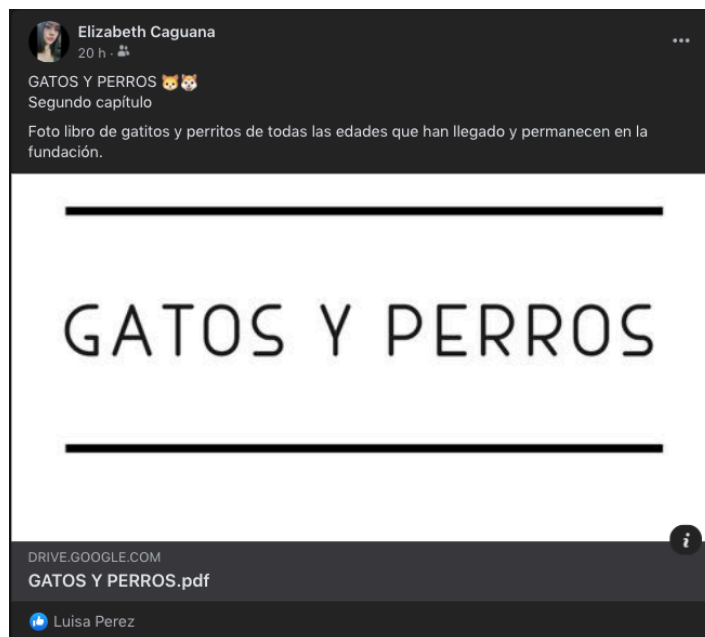 Elizabeth Caguana
20 h ·
GATOS Y PERROS 🐱🐶
Segundo capítulo
Foto libro de gatitos y perritos de todas las edades que han llegado y permanecen en la
fundación.
GATOS Y PERROS
DRIVE.GOOGLE.COM
GATOS Y PERROS.pdf
Luisa Perez